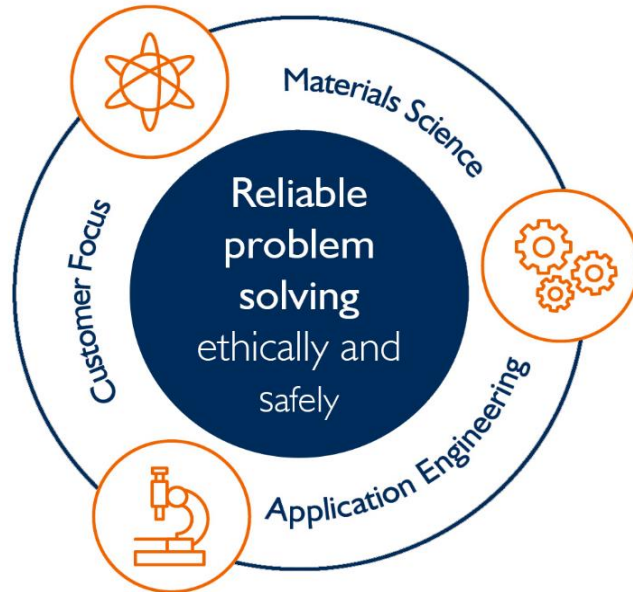 Materials Science
Reliable
problem
solving
ethically and
safely
Customer Focus
Application Engineering